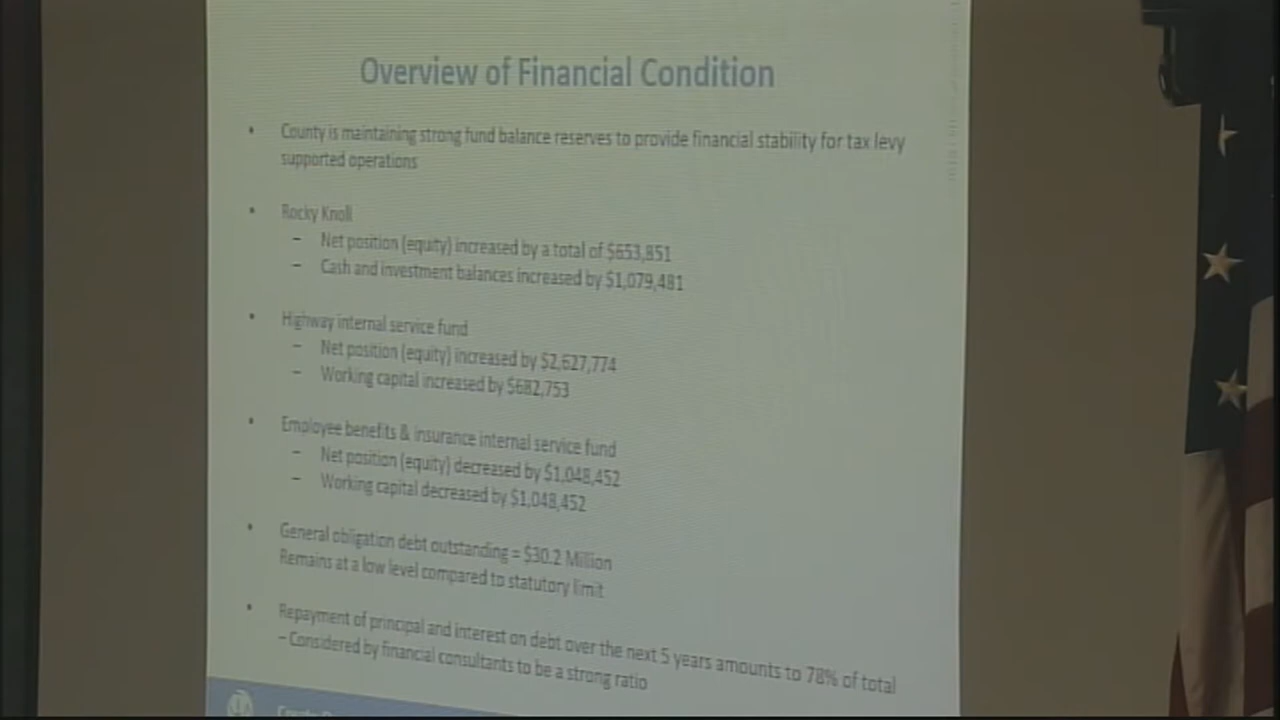 Overview of Financial Condition
• County is maintaining strong fund balance reserves to provide financial stability for tax levy
supported operations
• Rocky Knoll
– Net position (equity) increased by a total of $653,851
– Cash and investment balances increased by $1,079,481
• Highway internal service fund
– Net position (equity) increased by $2,627,774
– Working capital increased by $682,753
• Employee benefits & insurance internal service fund
– Net position (equity) decreased by $1,048,452
– Working capital decreased by $1,048,452
• General obligation debt outstanding = $30.2 Million
Remains at a low level compared to statutory limit
• Repayment of principal and interest on debt over the next 5 years amounts to 78% of total
– Considered by financial consultants to be a strong ratio